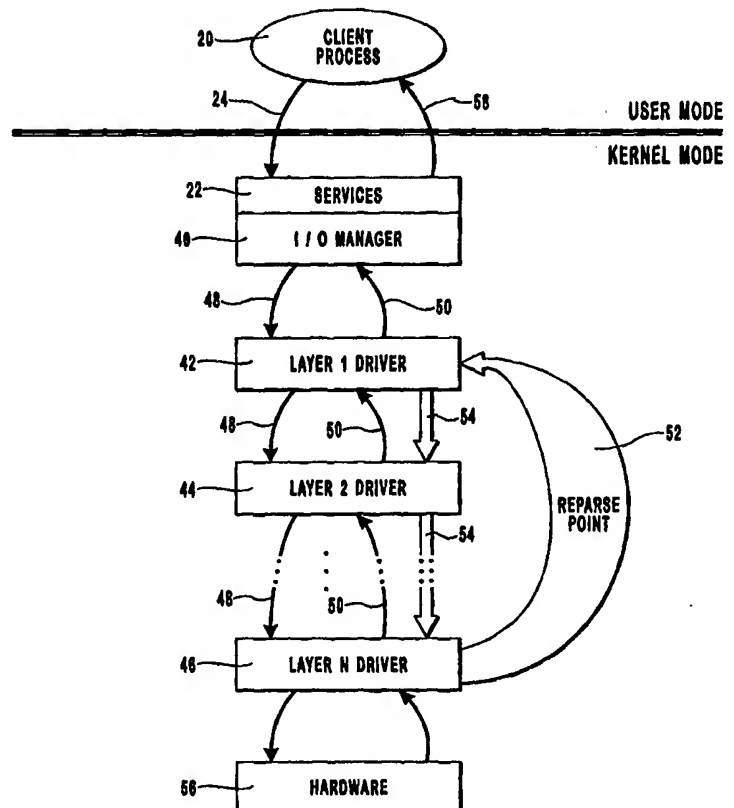 20
CLIENT
PROCESS
24
58
USER MODE
KERNEL MODE
22
SERVICES
40
I/O MANAGER
48
50
42
LAYER 1 DRIVER
48
50
54
52
44
LAYER 2 DRIVER
REPARSE
POINT
54
48
50
46
LAYER N DRIVER
56
HARDWARE